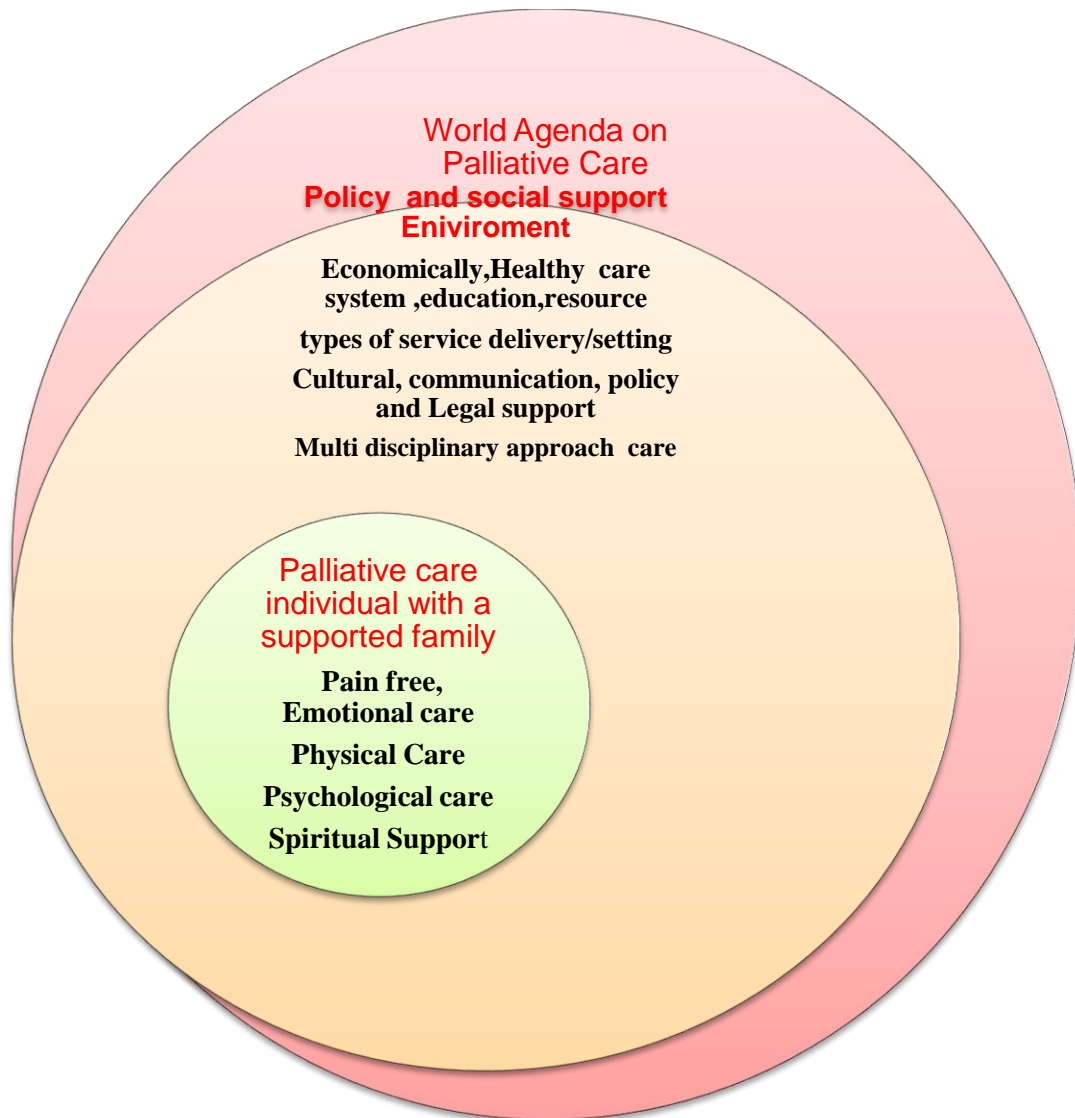 World Agenda on
Palliative Care
Policy and social support
Eniviroment
Economically,Healthy care
system ,education,resource
types of service delivery/setting
Cultural, communication, policy
and Legal support
Multi disciplinary approach care
Palliative care
individual with a
supported family
Pain free,
Emotional care
Physical Care
Psychological care
Spiritual Support